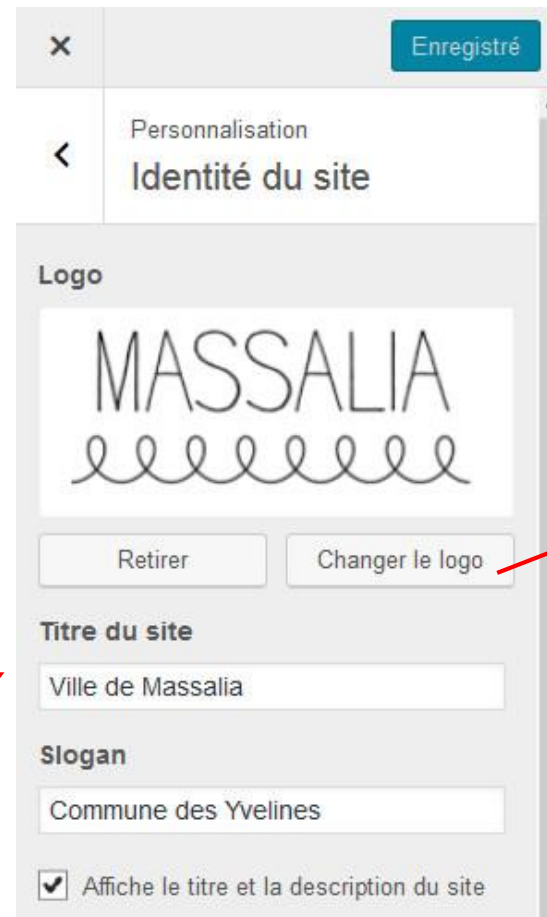 Enregistré
Personnalisation
Identité du site
Logo
MASSALIA
Retirer
Changer le logo
Titre du site
Ville de Massalia
Slogan
Commune des Yvelines
Affiche le titre et la description du site